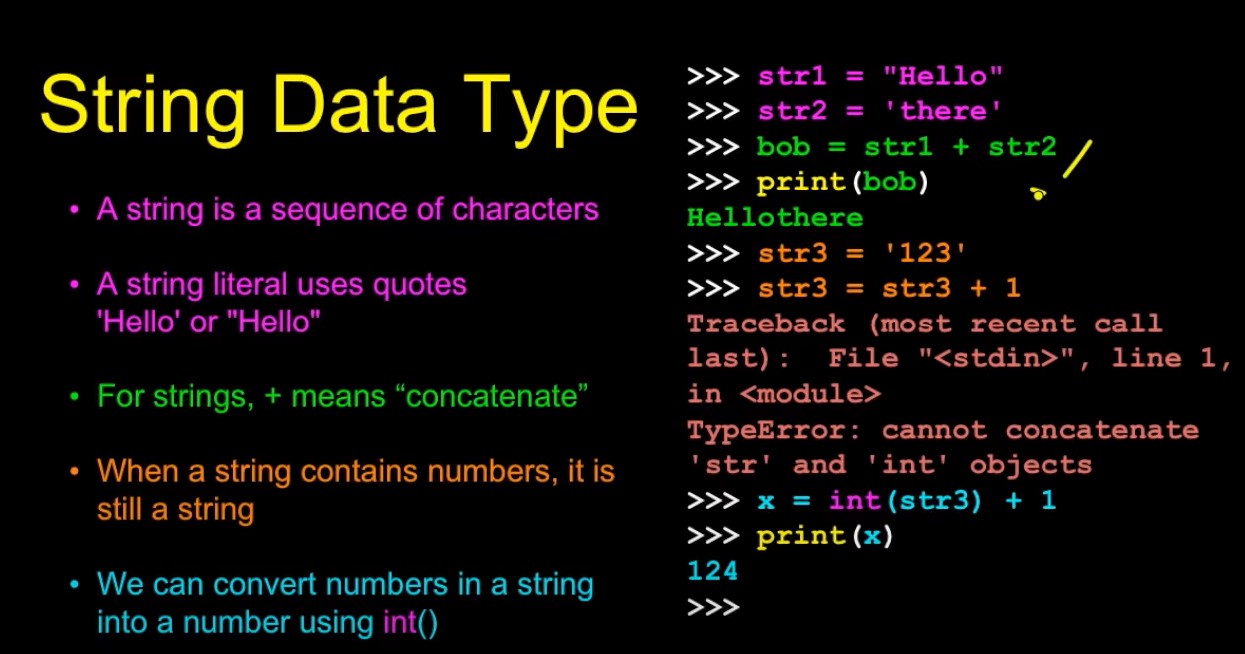 String Data Type
• A string is a sequence of characters
• A string literal uses quotes
'Hello' or "Hello"
• For strings, + means “concatenate”
• When a string contains numbers, it is
still a string
• We can convert numbers in a string
into a number using int()
>>> str1 = "Hello"
>>> str2 = 'there'
>>> bob = str1 + str2
>>> print(bob)
Hellothere
>>> str3 = '123'
>>> str3 = str3 + 1
Traceback (most recent call
last):  File "<stdin>", line 1,
in <module>
TypeError: cannot concatenate
'str' and 'int' objects
>>> x = int(str3) + 1
>>> print(x)
124
>>>